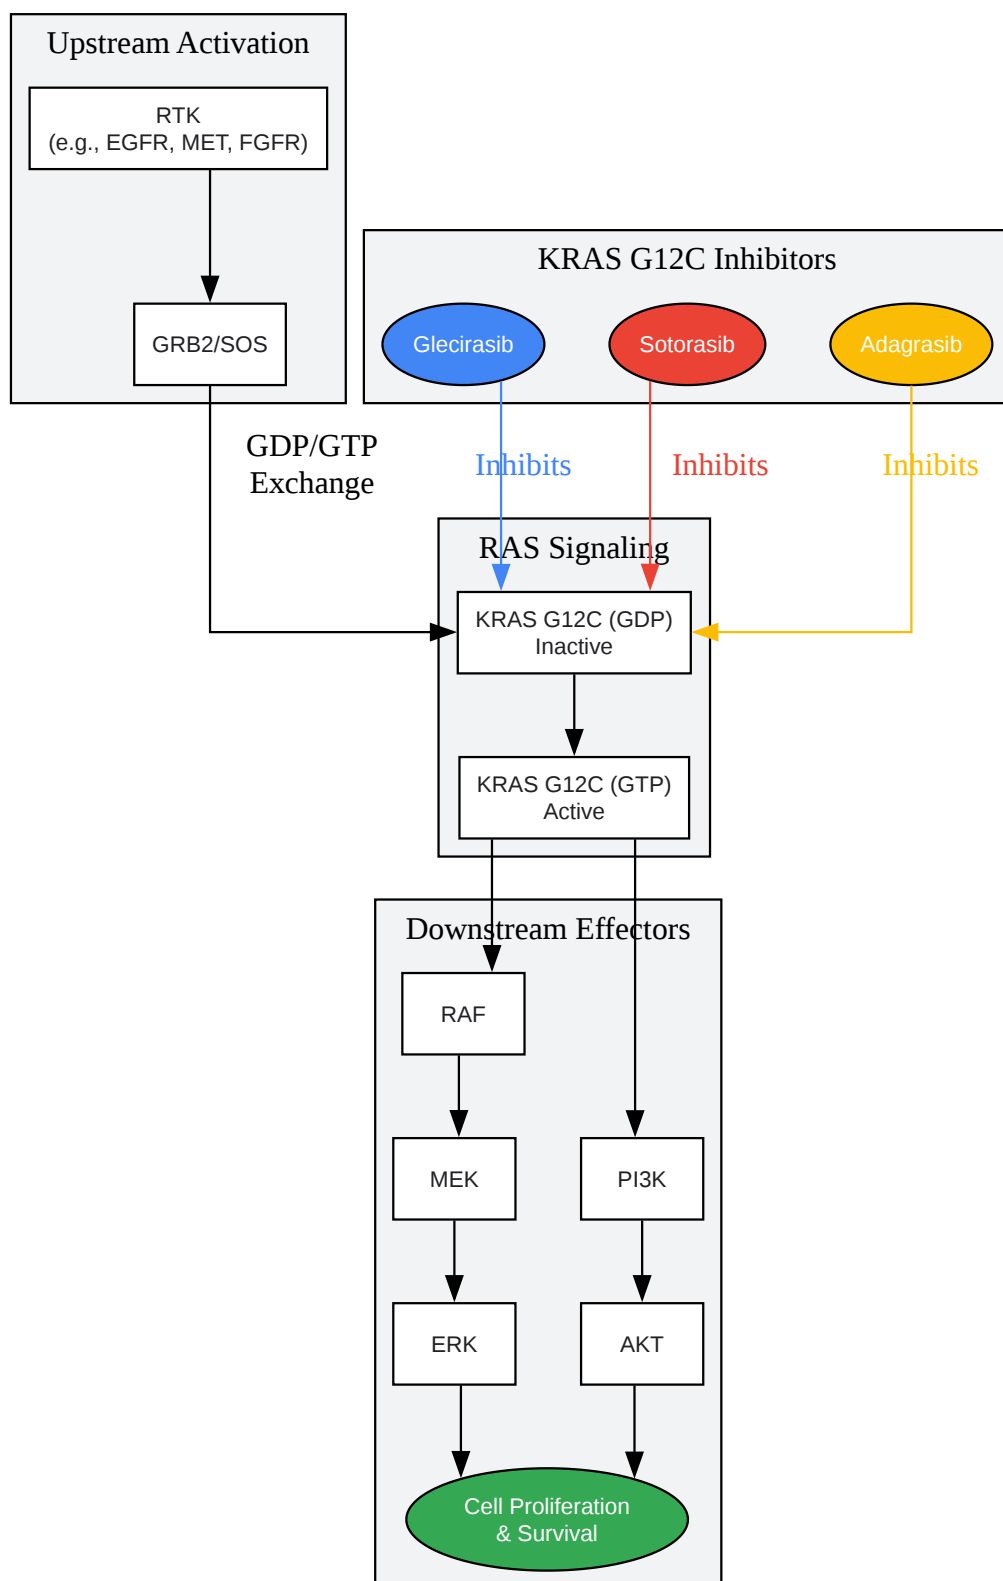 Upstream Activation
RTK
(e.g., EGFR, MET, FGFR)
GRB2/SOS
KRAS G12C Inhibitors
Glecirasib
Sotorasib
Adagrasib
GDP/GTP
Exchange
Inhibits
Inhibits
Inhibits
RAS Signaling
KRAS G12C (GDP)
Inactive
KRAS G12C (GTP)
Active
Downstream Effectors
RAF
MEK
PI3K
ERK
AKT
Cell Proliferation
& Survival